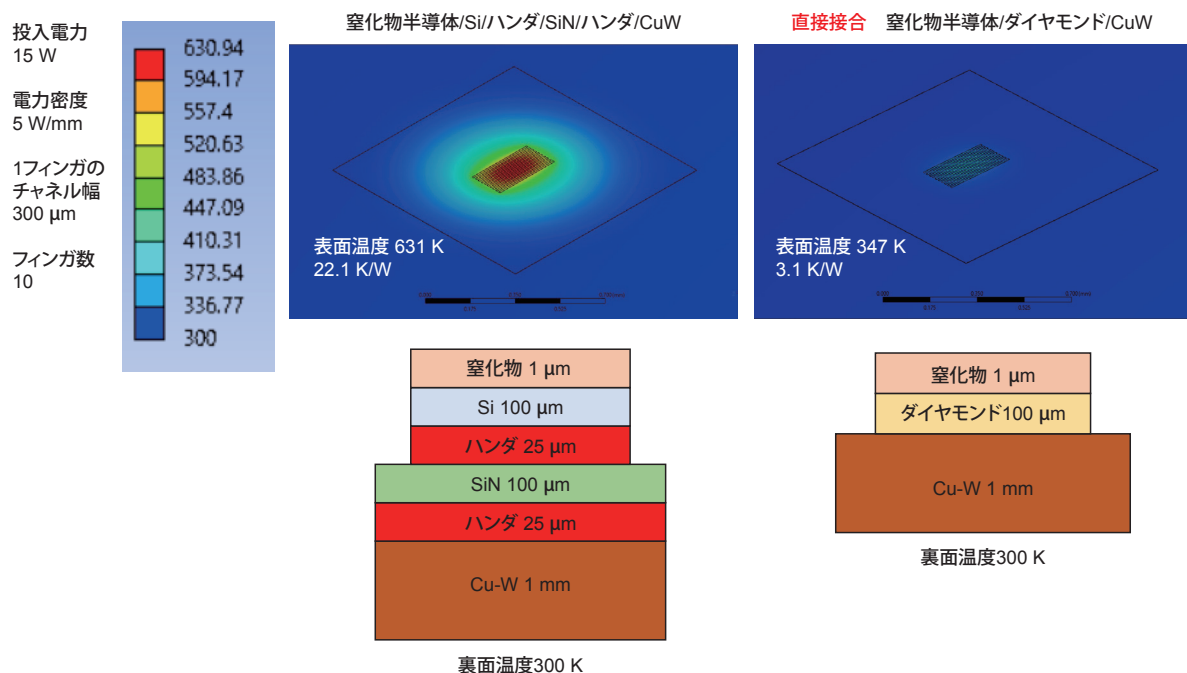 投入電力
15 W
電力密度
5 W/mm
1フィンガの
チャネル幅
300 μm
フィンガ数
10
630.94
594.17
557.4
520.63
483.86
447.09
410.31
373.54
336.77
300
窒化物半導体/Si/ハンダ/SiN/ハンダ/CuW
表面温度 631 K
22.1 K/W
窒化物 1 μm
Si 100 μm
ハンダ 25 μm
SiN 100 μm
ハンダ 25 μm
Cu-W 1 mm
裏面温度300 K
直接接合 窒化物半導体/ダイヤモンド/CuW
表面温度 347 K
3.1 K/W
窒化物 1 μm
ダイヤモンド100 μm
Cu-W 1 mm
裏面温度300 K